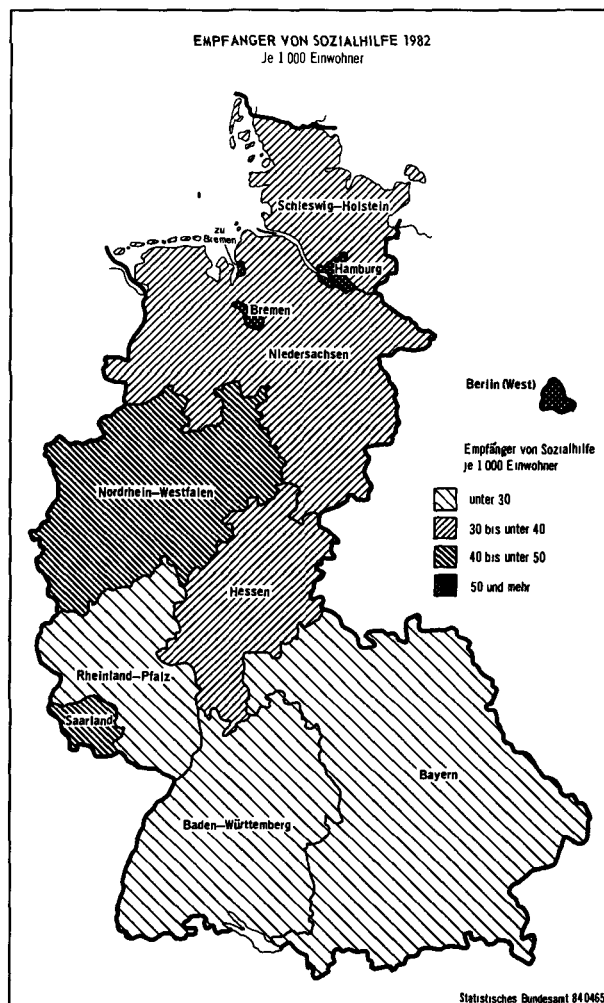 EMPFÄNGER VON SOZIALHILFE 1982
Je 1 000 Einwohner
Schleswig-Holstein
zu
Bremen
Hamburg
Bremen
Niedersachsen
Berlin (West)
Empfänger von Sozialhilfe
je 1 000 Einwohner
unter 30
30 bis unter 40
40 bis unter 50
50 und mehr
Nordrhein-Westfalen
Hessen
Rheinland-Pfalz
Saarland
Bayern
Baden-Württemberg
Statistisches Bundesamt 840465